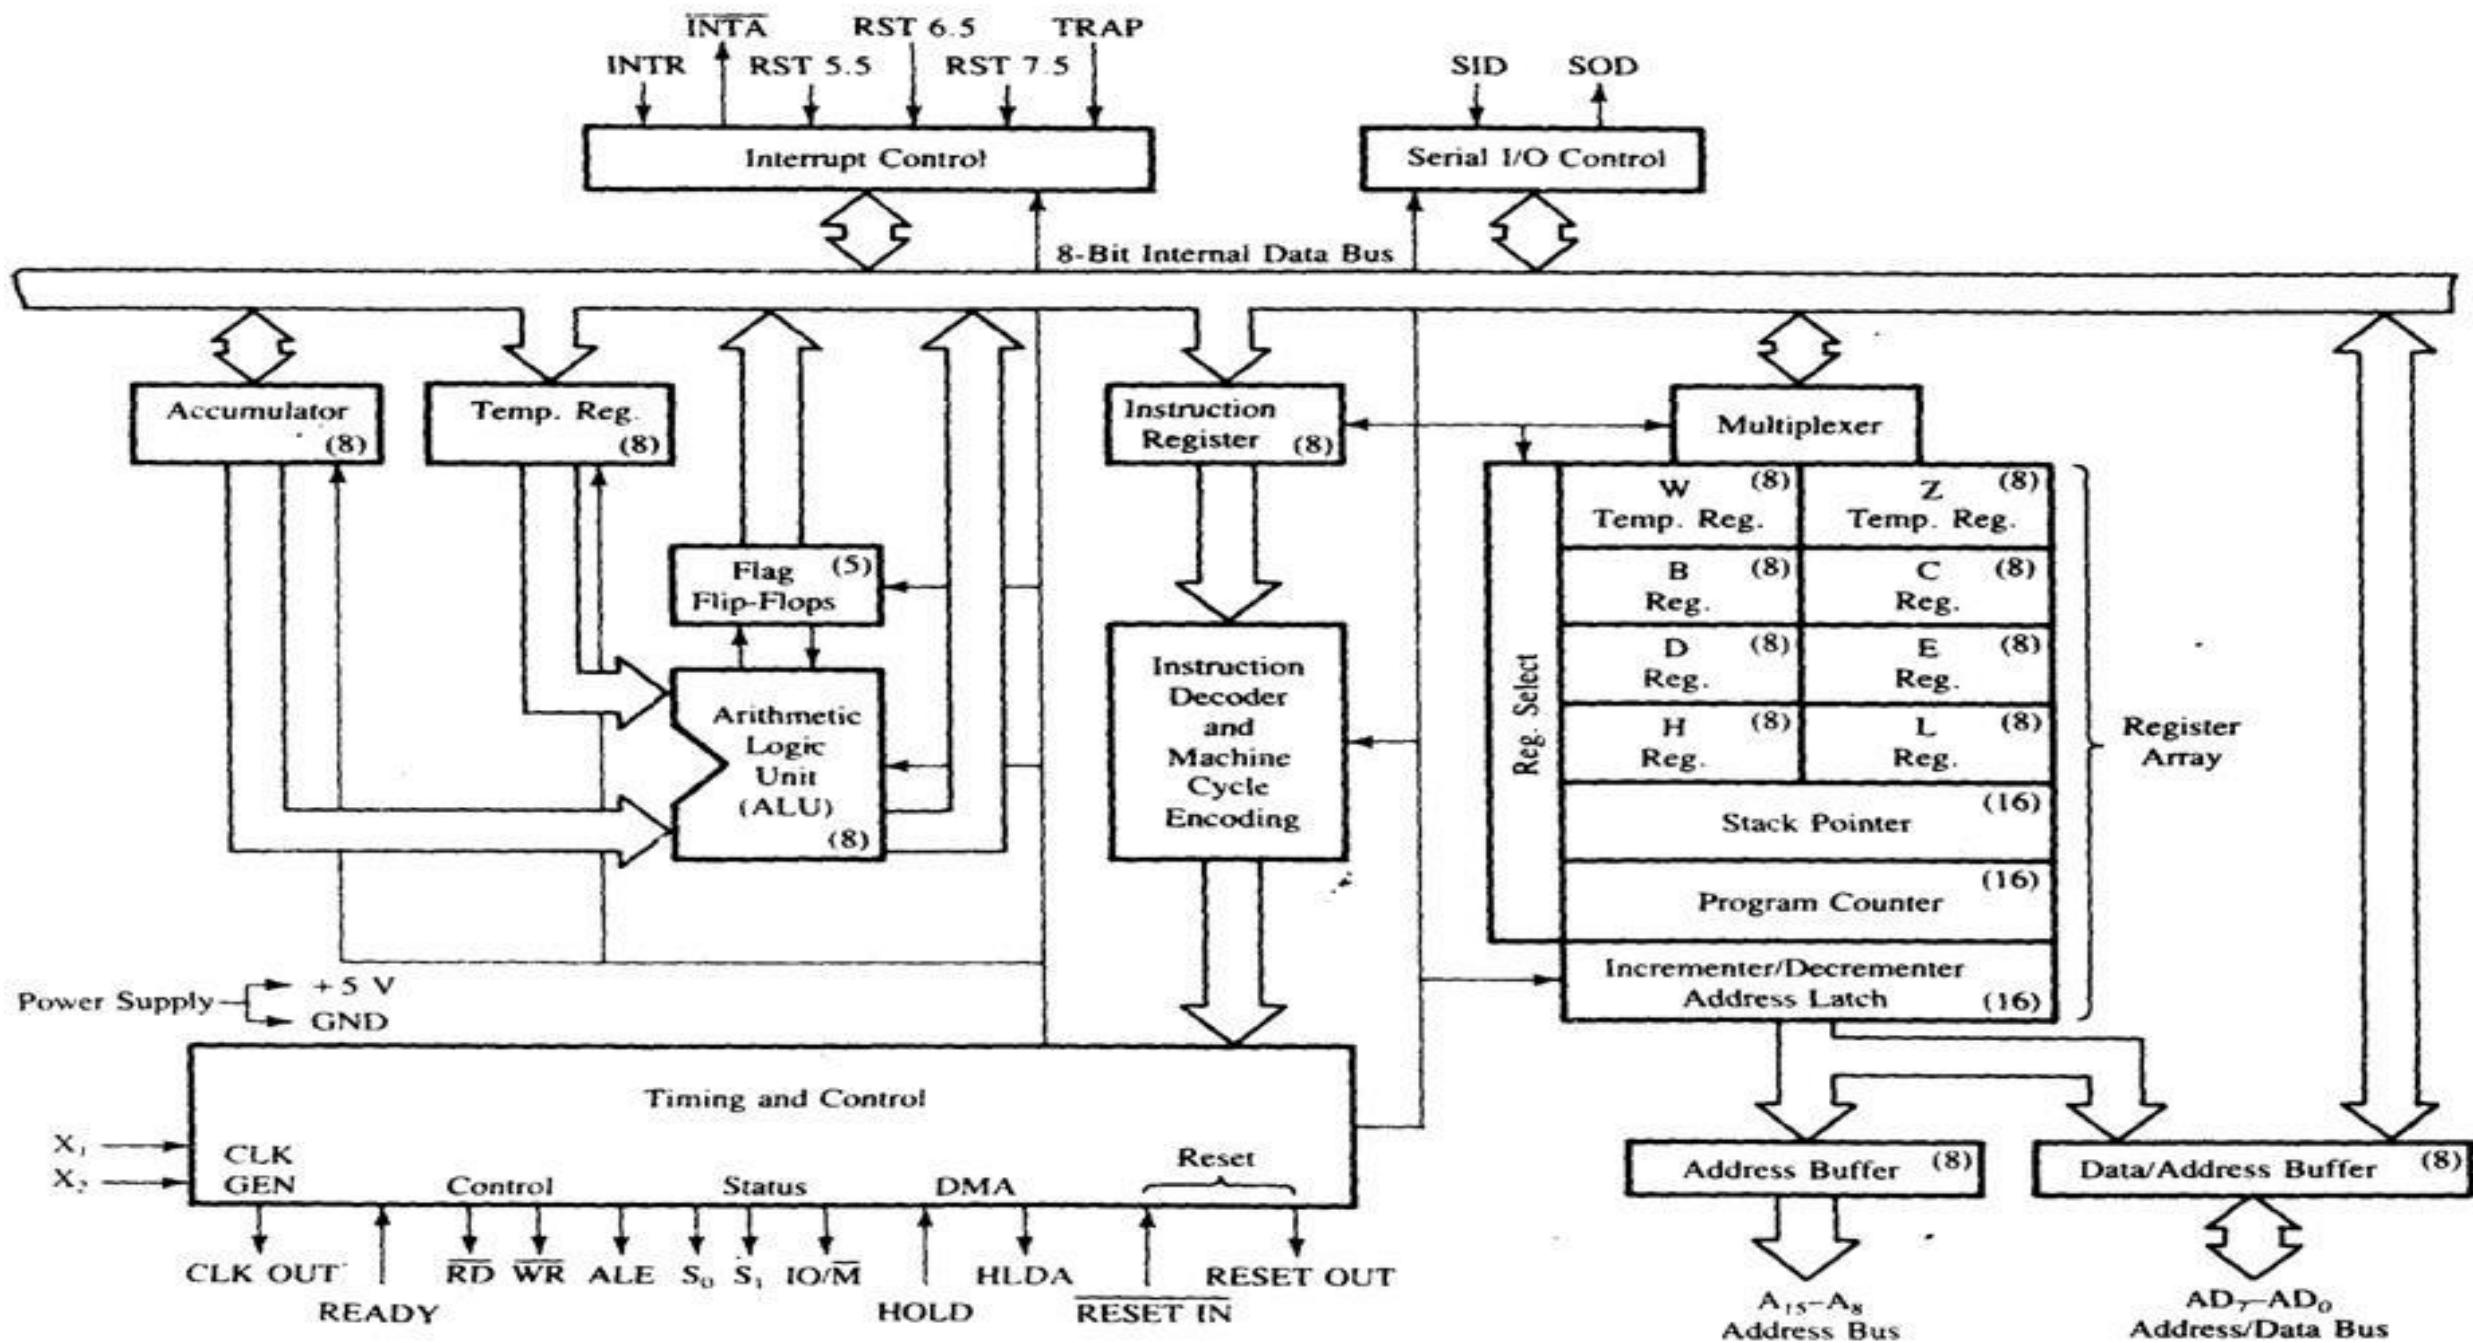 INTA
RST 6.5
TRAP
INTR
RST 5.5
RST 7.5
SID
SOD
Interrupt Control
Serial I/O Control
8-Bit Internal Data Bus
Accumulator
(8)
Temp. Reg.
(8)
Instruction
Register
(8)
Multiplexer
Flag
(5)
Flip-Flops
Arithmetic
Logic
Unit
(ALU)
(8)
Instruction
Decoder
and
Machine
Cycle
Encoding
Reg. Select
W
(8)
Temp. Reg.
Z
(8)
Temp. Reg.
B
(8)
Reg.
C
(8)
Reg.
D
(8)
Reg.
E
(8)
Reg.
H
(8)
Reg.
L
(8)
Reg.
(16)
Stack Pointer
(16)
Program Counter
Incrementer/Decrementer
Address Latch
(16)
Register
Array
Power Supply
+5 V
GND
Timing and Control
X₁
X₂
CLK
GEN
Control
Status
DMA
Reset
CLK OUT
READY
RD
WR
ALE
S₀
S₁
IO/M
HOLD
HLDA
RESET IN
RESET OUT
Address Buffer
(8)
Data/Address Buffer
(8)
A₁₅–A₈
Address Bus
AD₇–AD₀
Address/Data Bus